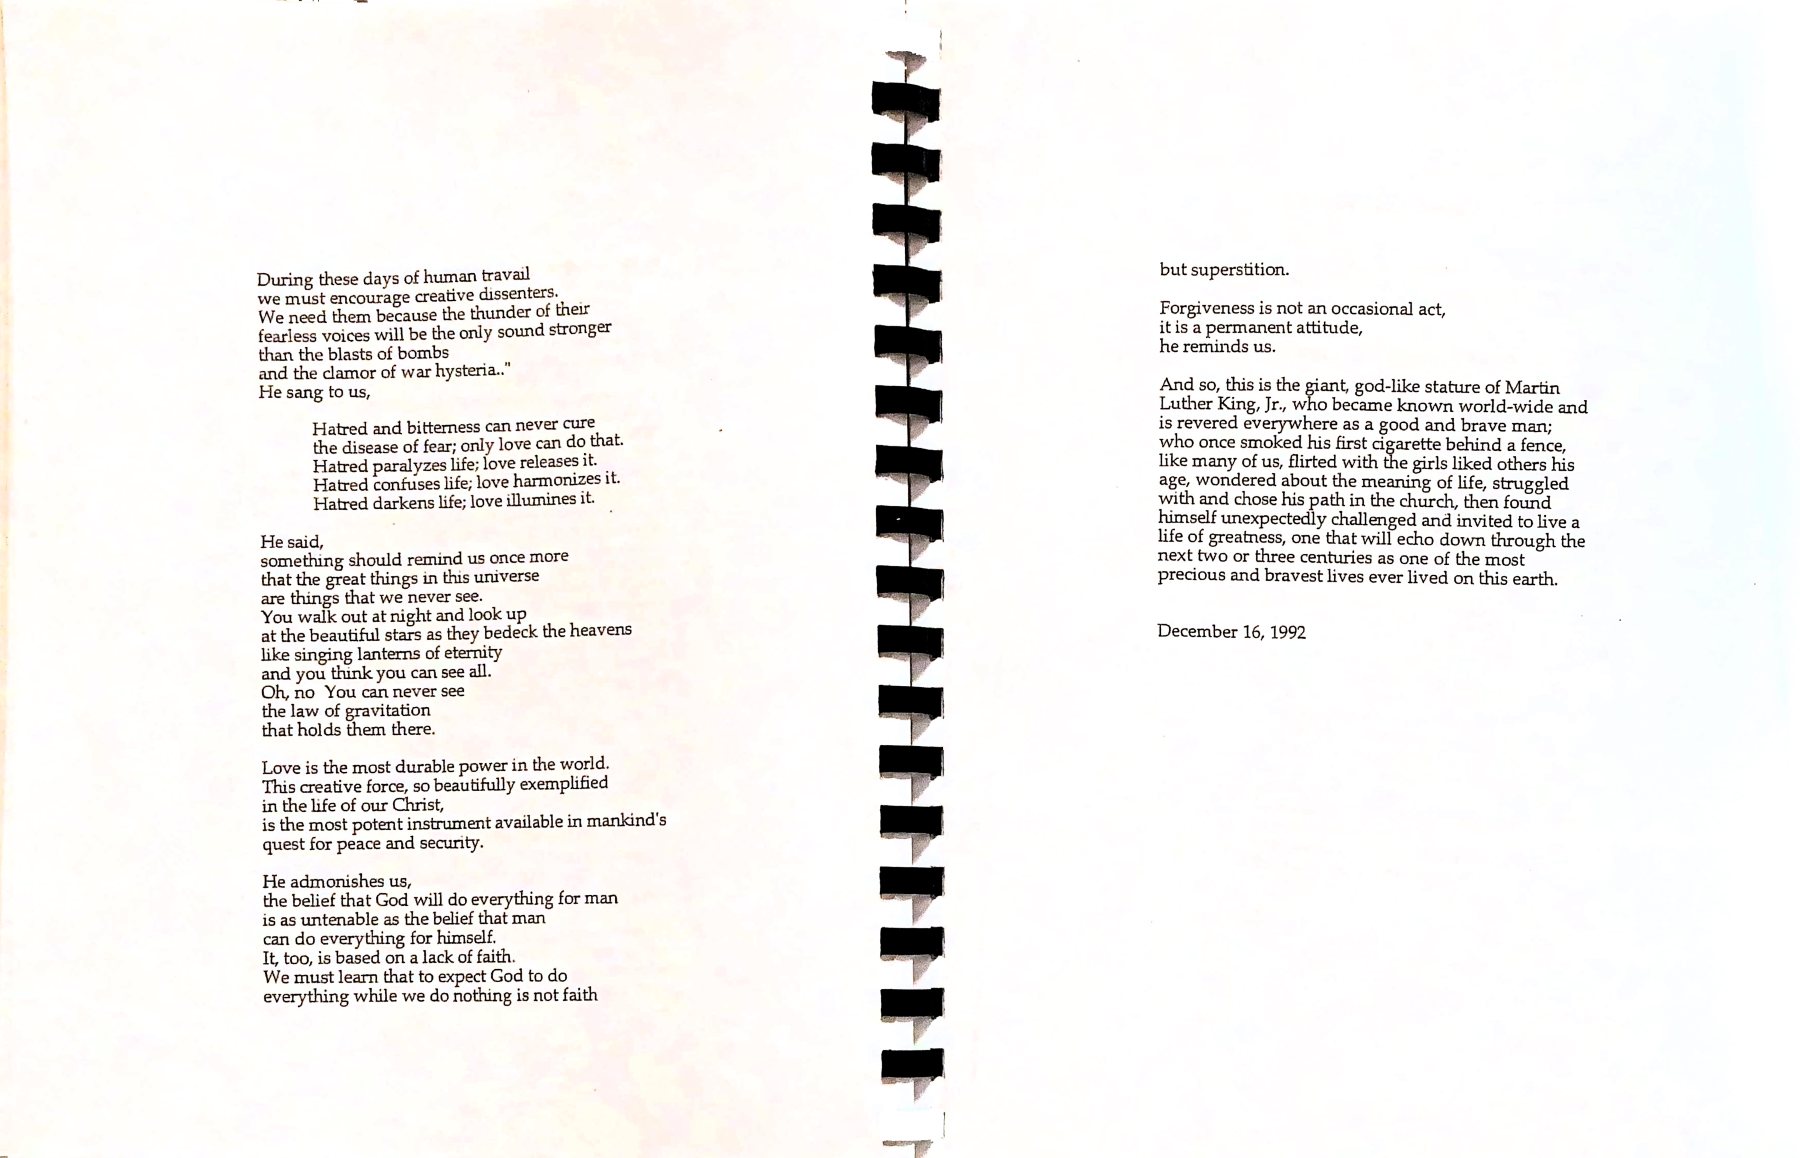 During these days of human travail
we must encourage creative dissenters.
We need them because the thunder of their
fearless voices will be the only sound stronger
than the blasts of bombs
and the clamor of war hysteria.."
He sang to us,
Hatred and bitterness can never cure
the disease of fear; only love can do that.
Hatred paralyzes life; love releases it.
Hatred confuses life; love harmonizes it.
Hatred darkens life; love illumines it.
He said,
something should remind us once more
that the great things in this universe
are things that we never see.
You walk out at night and look up
at the beautiful stars as they bedeck the heavens
like singing lanterns of eternity
and you think you can see all.
Oh, no  You can never see
the law of gravitation
that holds them there.
Love is the most durable power in the world.
This creative force, so beautifully exemplified
in the life of our Christ,
is the most potent instrument available in mankind's
quest for peace and security.
He admonishes us,
the belief that God will do everything for man
is as untenable as the belief that man
can do everything for himself.
It, too, is based on a lack of faith.
We must learn that to expect God to do
everything while we do nothing is not faith
but superstition.
Forgiveness is not an occasional act,
it is a permanent attitude,
he reminds us.
And so, this is the giant, god-like stature of Martin
Luther King, Jr., who became known world-wide and
is revered everywhere as a good and brave man;
who once smoked his first cigarette behind a fence,
like many of us, flirted with the girls liked others his
age, wondered about the meaning of life, struggled
with and chose his path in the church, then found
himself unexpectedly challenged and invited to live a
life of greatness, one that will echo down through the
next two or three centuries as one of the most
precious and bravest lives ever lived on this earth.
December 16, 1992